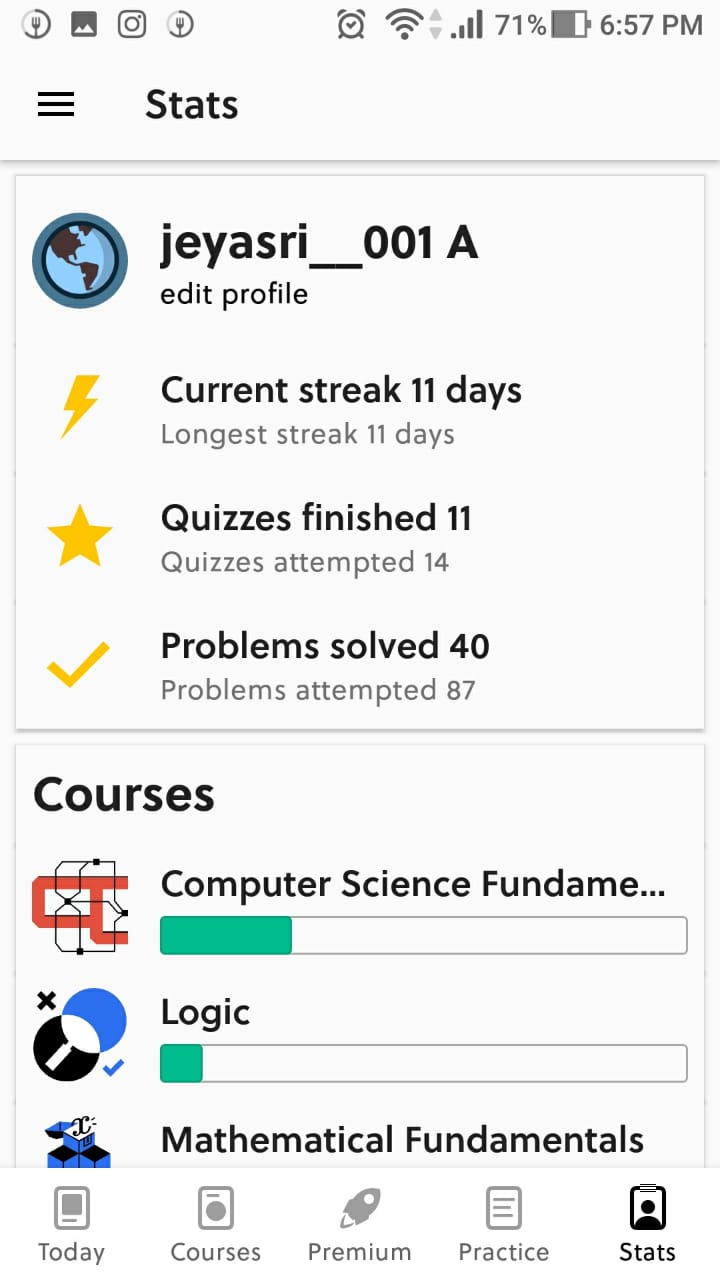 71% 6:57 PM
Stats
jeyasri__001 A
edit profile
Current streak 11 days
Longest streak 11 days
Quizzes finished 11
Quizzes attempted 14
Problems solved 40
Problems attempted 87
Courses
Computer Science Fundame...
Logic
Mathematical Fundamentals
Today Courses Premium Practice Stats